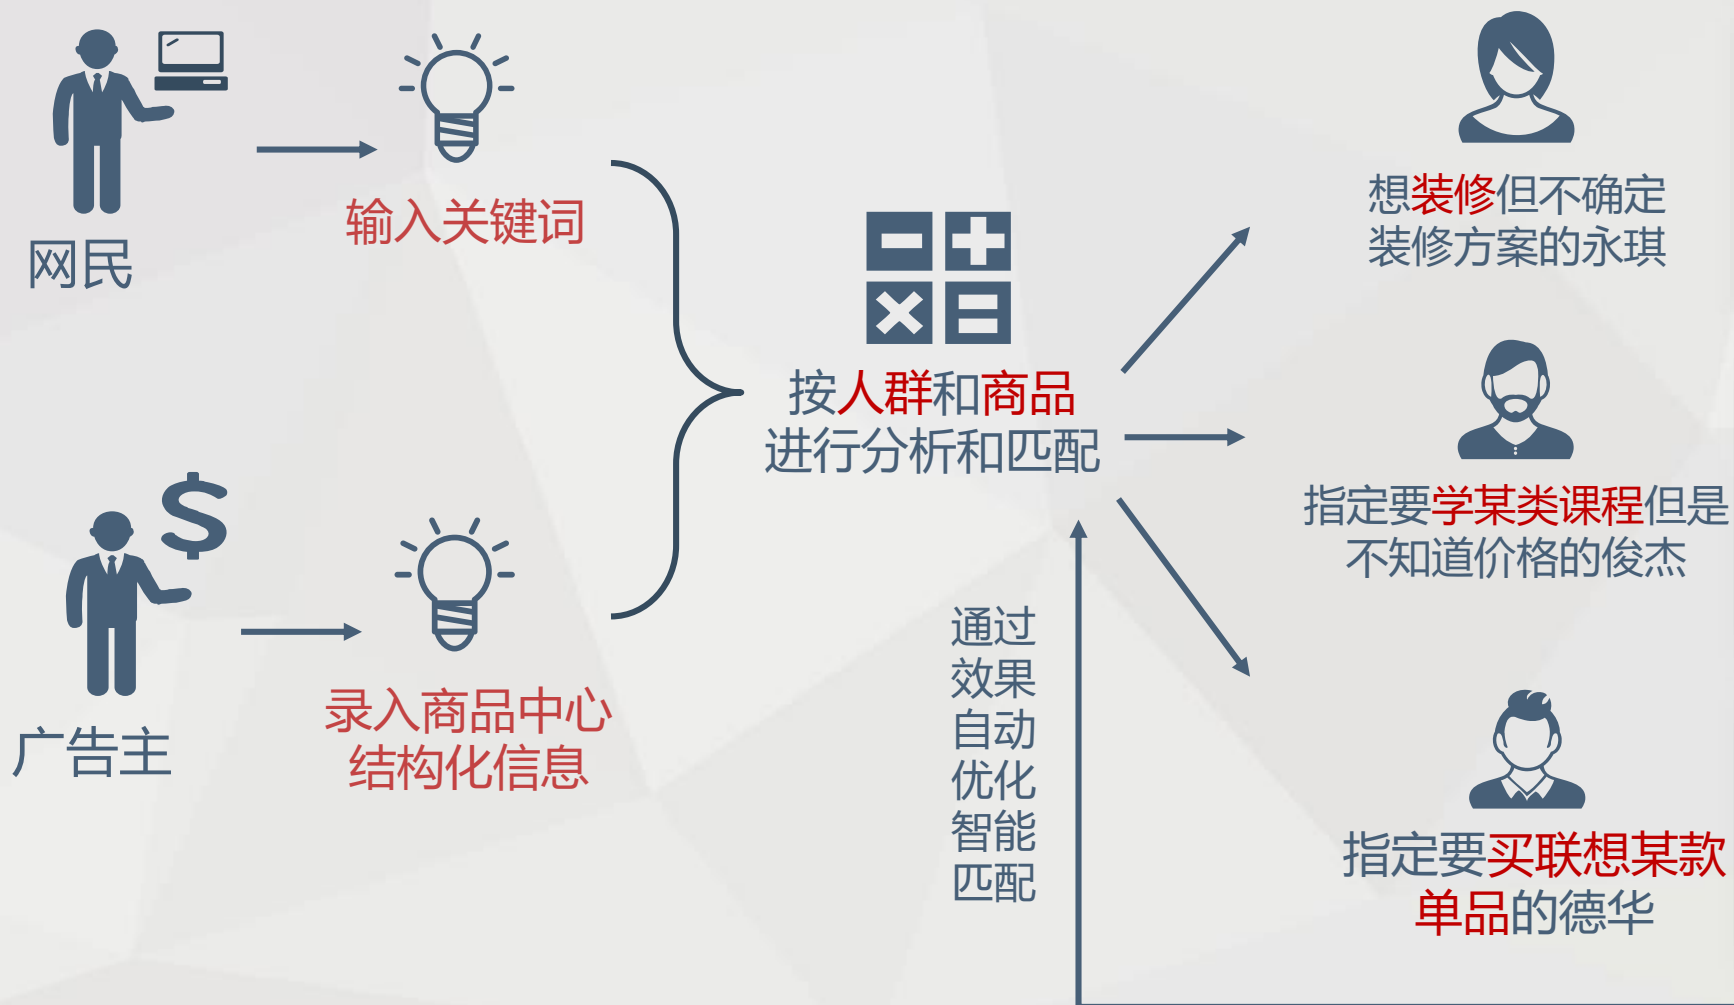 网民
输入关键词
广告主
录入商品中心
结构化信息
按人群和商品
进行分析和匹配
通过
效果
自动
优化
智能
匹配
想装修但不确定
装修方案的永琪
指定要学某类课程但是
不知道价格的俊杰
指定要买联想某款
单品的德华